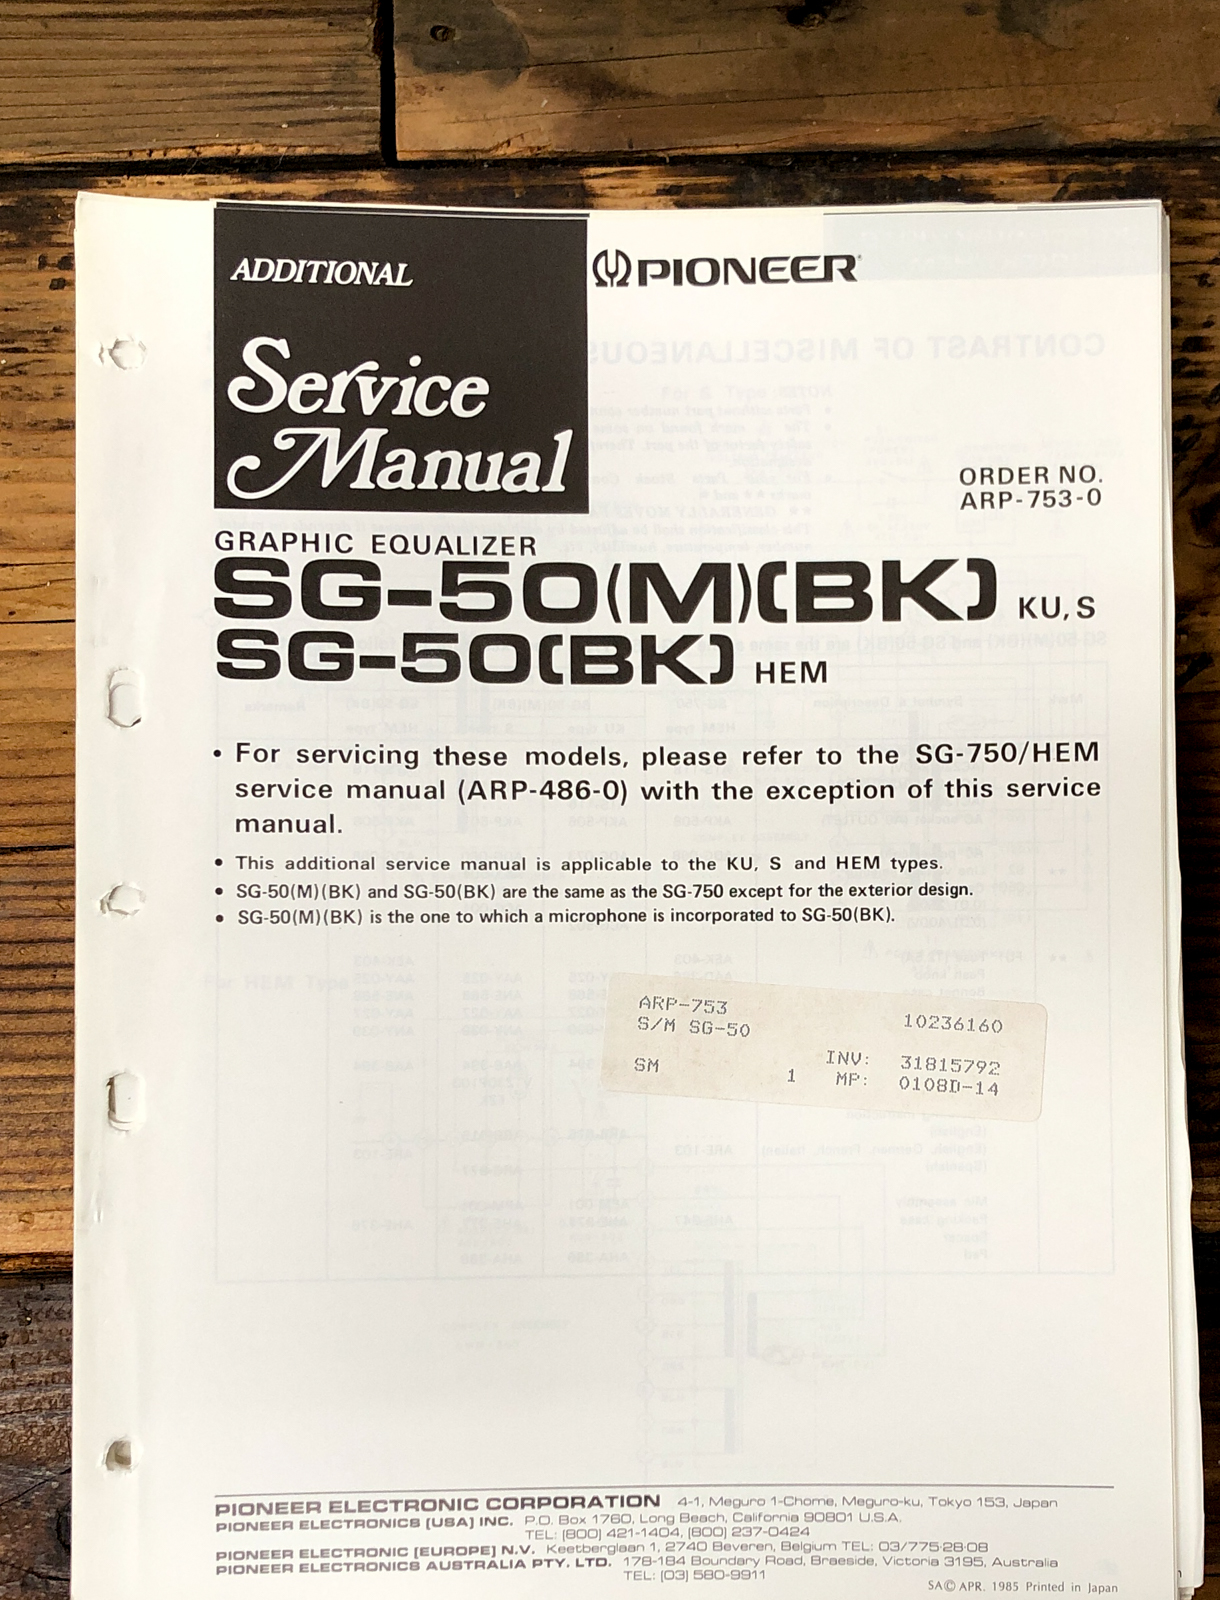 ADDITIONAL
Service
Manual
PIONEER
ORDER NO.
ARP-753-0
GRAPHIC EQUALIZER
SG-50(M)(BK) KU, S
SG-50(BK) HEM
• For servicing these models, please refer to the SG-750/HEM
service manual (ARP-486-0) with the exception of this service
manual.
• This additional service manual is applicable to the KU, S and HEM types.
• SG-50(M)(BK) and SG-50(BK) are the same as the SG-750 except for the exterior design.
• SG-50(M)(BK) is the one to which a microphone is incorporated to SG-50(BK).
ARP-753 10236160
S/M SG-50
SM INV: 31815792
1 MP: 0108D-14
PIONEER ELECTRONIC CORPORATION 4-1, Meguro 1-Chome, Meguro-ku, Tokyo 153, Japan
PIONEER ELECTRONICS [USA] INC. P.O. Box 1760, Long Beach, California 90801 U.S.A.
TEL: [800] 421-1404, [800] 237-0424
PIONEER ELECTRONIC [EUROPE] N.V. Keetberglaan 1, 2740 Beveren, Belgium TEL: 03/775·28·08
PIONEER ELECTRONICS AUSTRALIA PTY. LTD. 178-184 Boundary Road, Braeside, Victoria 3195, Australia
TEL: [03] 580-9911
SA© APR. 1985 Printed in Japan